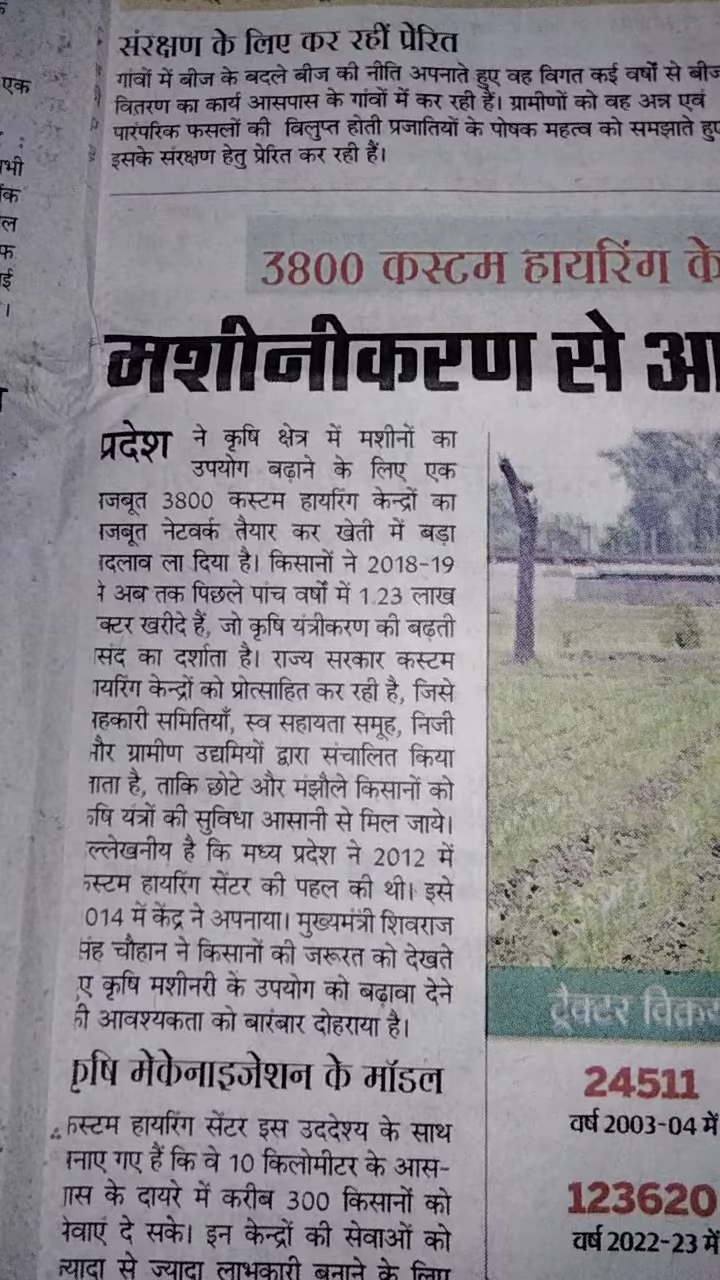 एक
संरक्षण के लिए कर रहीं प्रेरित
गांवों में बीज के बदले बीज की नीति अपनाते हुए वह विगत कई वर्षों से बीज
वितरण का कार्य आसपास के गांवों में कर रही हैं। ग्रामीणों को वह अन्न एवं
पारंपरिक फसलों की विलुप्त होती प्रजातियों के पोषक महत्व को समझाते हुए
इसके संरक्षण हेतु प्रेरित कर रही हैं।
3800 कस्टम हायरिंग के
मशीनीकरण से आ
प्रदेश ने कृषि क्षेत्र में मशीनों का
उपयोग बढ़ाने के लिए एक
जबूत 3800 कस्टम हायरिंग केन्द्रों का
जबूत नेटवर्क तैयार कर खेती में बड़ा
दलाव ला दिया है। किसानों ने 2018-19
अब तक पिछले पांच वर्षों में 1.23 लाख
क्टर खरीदे हैं, जो कृषि यंत्रीकरण की बढ़ती
संद का दर्शाता है। राज्य सरकार कस्टम
यरिंग केन्द्रों को प्रोत्साहित कर रही है, जिसे
हकारी समितियाँ, स्व सहायता समूह, निजी
और ग्रामीण उद्यमियों द्वारा संचालित किया
जाता है, ताकि छोटे और मंझौले किसानों को
षि यंत्रों की सुविधा आसानी से मिल जाये।
ल्लेखनीय है कि मध्य प्रदेश ने 2012 में
कस्टम हायरिंग सेंटर की पहल की थी। इसे
014 में केंद्र ने अपनाया। मुख्यमंत्री शिवराज
सिंह चौहान ने किसानों की जरूरत को देखते
ए कृषि मशीनरी के उपयोग को बढ़ावा देने
की आवश्यकता को बारंबार दोहराया है।
कृषि मेकेनाइजेशन के मॉडल
कस्टम हायरिंग सेंटर इस उददेश्य के साथ
नाए गए हैं कि वे 10 किलोमीटर के आस-
ास के दायरे में करीब 300 किसानों को
सेवाएं दे सके। इन केन्द्रों की सेवाओं को
ज्यादा से ज्यादा लाभकारी बनाने के लिए
ट्रैक्टर विक्रय
24511
वर्ष 2003-04 में
123620
वर्ष 2022-23 में